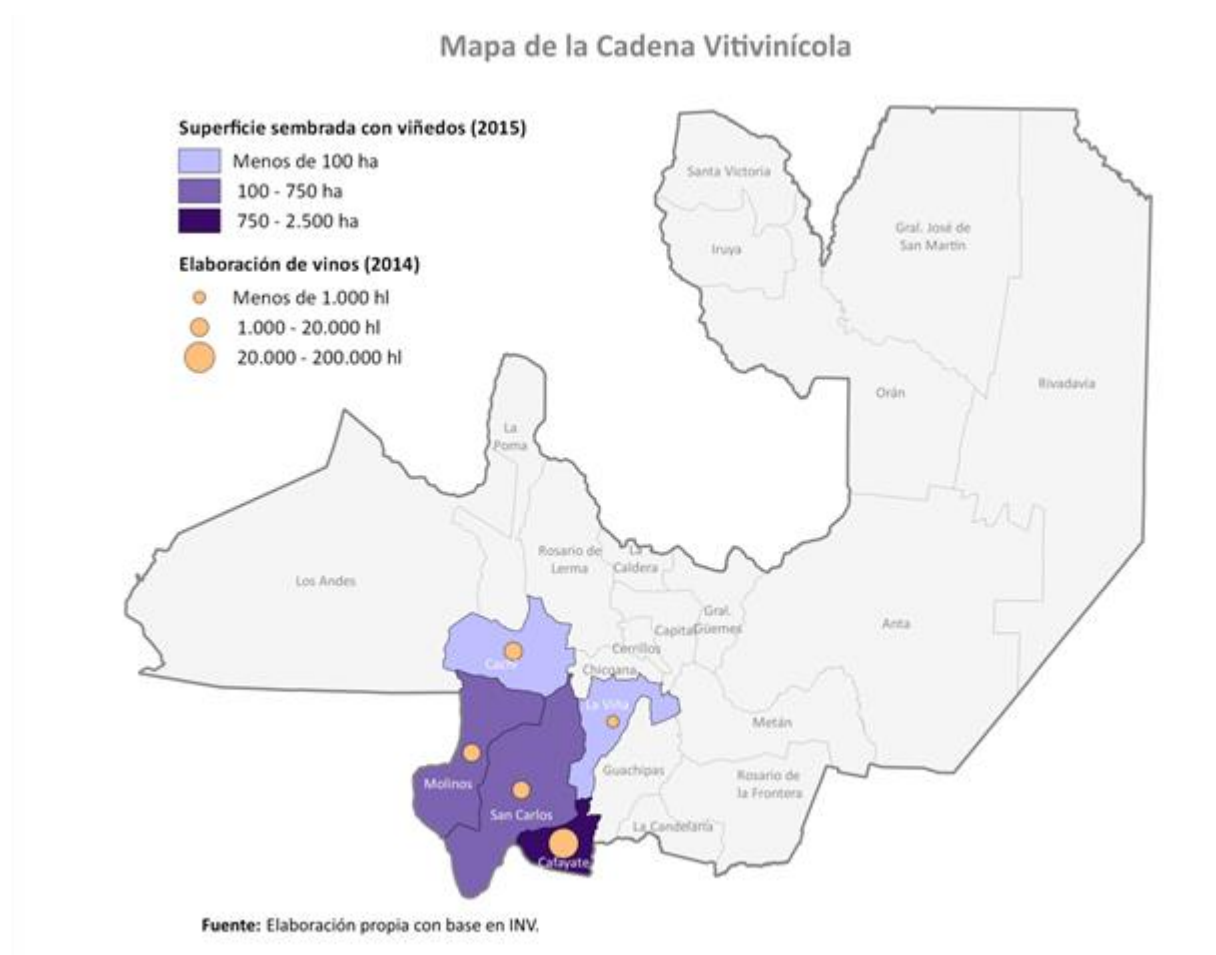 Mapa de la Cadena Vitivinícola
Superficie sembrada con viñedos (2015)
Menos de 100 ha
100 - 750 ha
750 - 2.500 ha
Elaboración de vinos (2014)
Menos de 1.000 hl
1.000 - 20.000 hl
20.000 - 200.000 hl
Santa Victoria
Iruya
Gral. José de
San Martín
Rivadavia
Orán
La
Poma
Los Andes
Rosario de
Lerma
La
Caldera
Gral.
Güemes
Capital
Cerrillos
Chicoana
Anta
Cachi
La Viña
Metán
Molinos
San Carlos
Guachipas
Rosario de
la Frontera
La Candelaria
Cafayate
Fuente: Elaboración propia con base en INV.